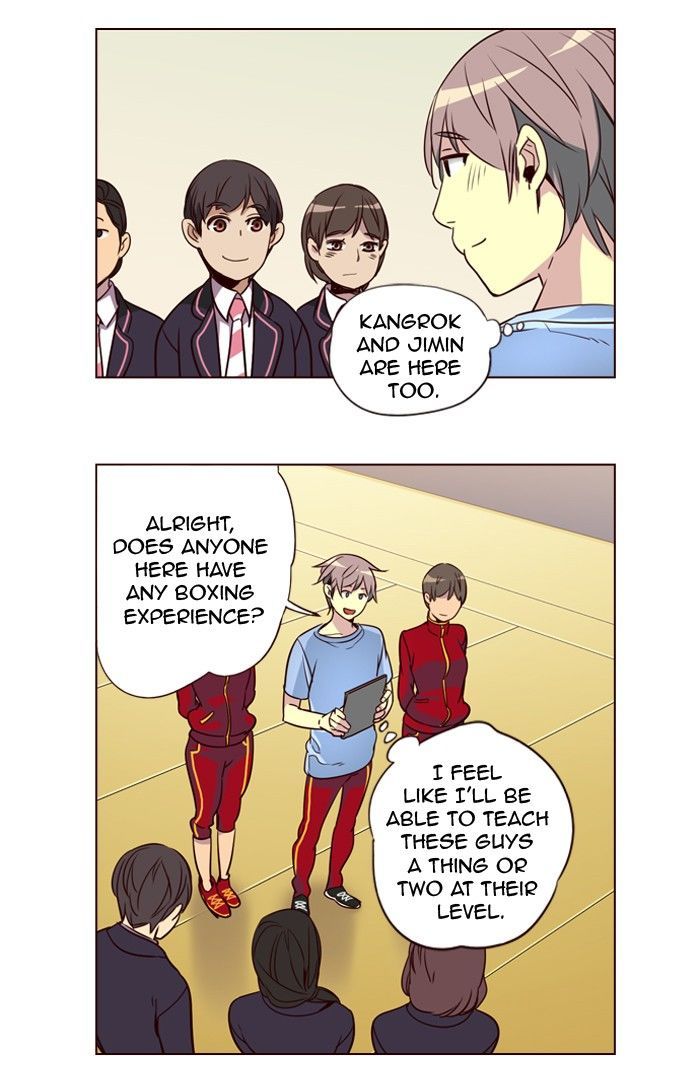 KANGROK
AND JIMIN
ARE HERE
TOO.
ALRIGHT,
DOES ANYONE
HERE HAVE
ANY BOXING
EXPERIENCE?
I FEEL
LIKE I'LL BE
ABLE TO TEACH
THESE GUYS
A THING OR
TWO AT THEIR
LEVEL.